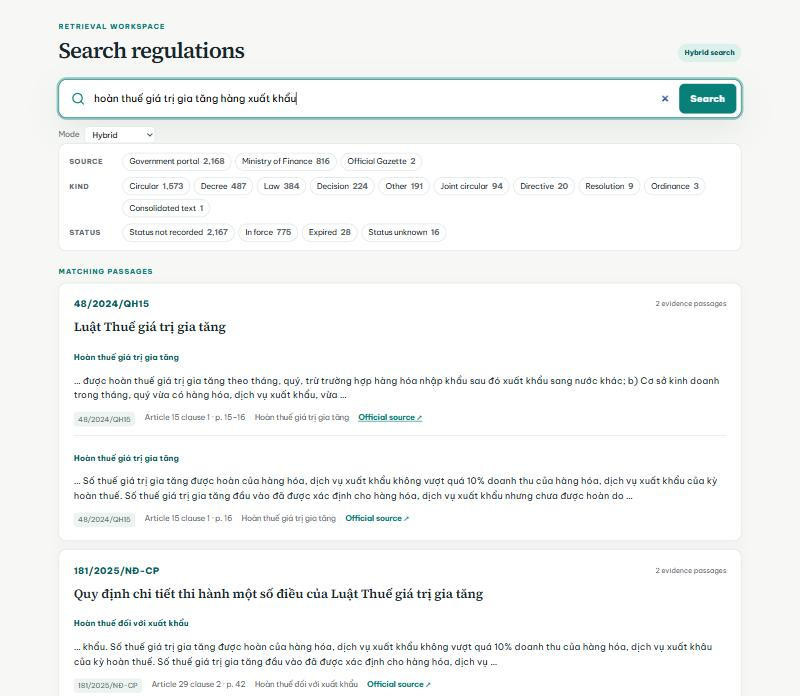 RETRIEVAL WORKSPACE
Search regulations
Hybrid search
hoàn thuế giá trị gia tăng hàng xuất khẩu
×
Search
Mode Hybrid
SOURCE Government portal 2,168 Ministry of Finance 816 Official Gazette 2
KIND Circular 1,573 Decree 487 Law 384 Decision 224 Other 191 Joint circular 94 Directive 20 Resolution 9 Ordinance 3
Consolidated text 1
STATUS Status not recorded 2,167 In force 775 Expired 28 Status unknown 16
MATCHING PASSAGES
48/2024/QH15 2 evidence passages
Luật Thuế giá trị gia tăng
Hoàn thuế giá trị gia tăng
... được hoàn thuế giá trị gia tăng theo tháng, quý, trừ trường hợp hàng hóa nhập khẩu sau đó xuất khẩu sang nước khác; b) Cơ sở kinh doanh
trong tháng, quý vừa có hàng hóa, dịch vụ xuất khẩu, vừa ...
48/2024/QH15 Article 15 clause 1 · p. 15–16 Hoàn thuế giá trị gia tăng Official source ↗
Hoàn thuế giá trị gia tăng
... Số thuế giá trị gia tăng được hoàn của hàng hóa, dịch vụ xuất khẩu không vượt quá 10% doanh thu của hàng hóa, dịch vụ xuất khẩu của kỳ
hoàn thuế. Số thuế giá trị gia tăng đầu vào đã được xác định cho hàng hóa, dịch vụ xuất khẩu nhưng chưa được hoàn do ...
48/2024/QH15 Article 15 clause 1 · p. 16 Hoàn thuế giá trị gia tăng Official source ↗
181/2025/NĐ-CP 2 evidence passages
Quy định chi tiết thi hành một số điều của Luật Thuế giá trị gia tăng
Hoàn thuế đối với xuất khẩu
... khẩu. Số thuế giá trị gia tăng được hoàn của hàng hóa, dịch vụ xuất khẩu không vượt quá 10% doanh thu của hàng hóa, dịch vụ xuất khẩu
của kỳ hoàn thuế. Số thuế giá trị gia tăng đầu vào đã được xác định cho hàng hóa, dịch vụ ...
181/2025/NĐ-CP Article 29 clause 2 · p. 42 Hoàn thuế đối với xuất khẩu Official source ↗